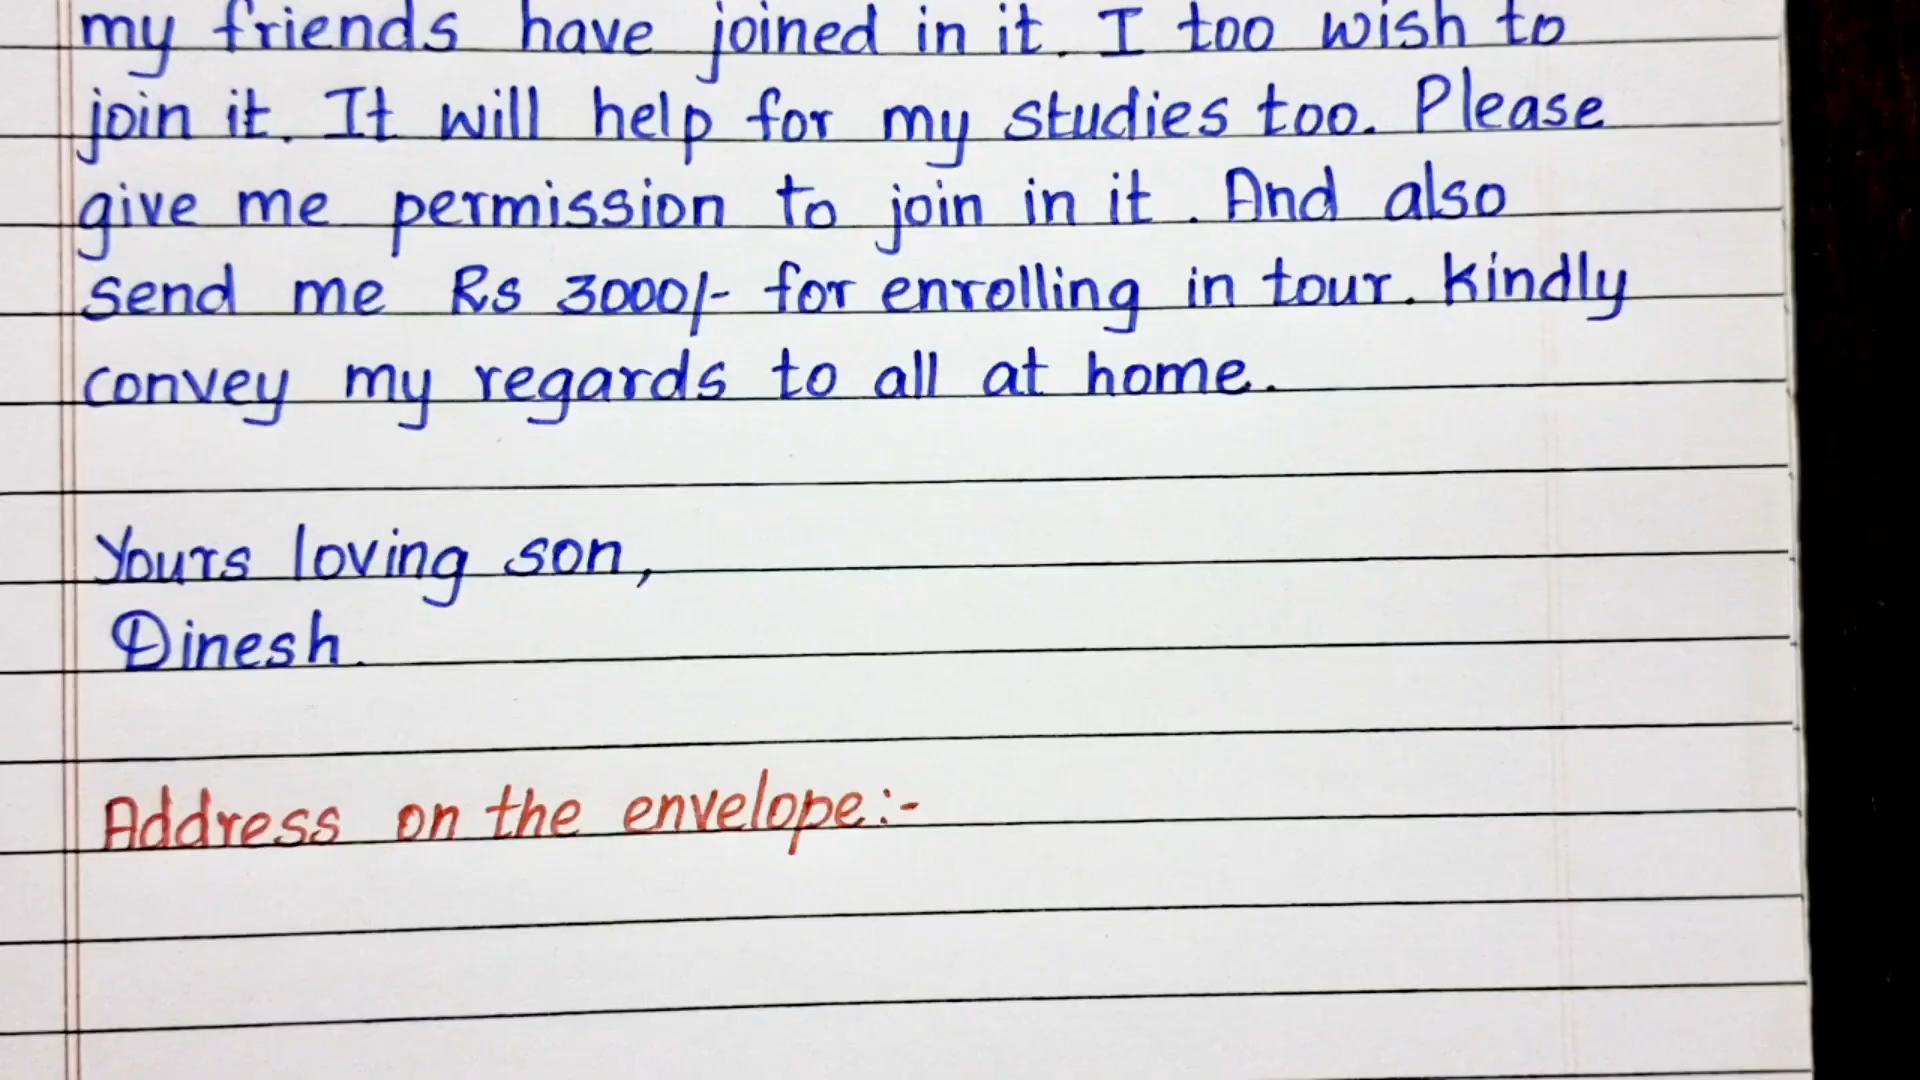 my friends have joined in it. I too wish to
join it. It will help for my studies too. Please
give me permission to join in it. And also
send me Rs 3000/- for enrolling in tour. Kindly
convey my regards to all at home.
Yours loving son,
Dinesh.
Address on the envelope:-